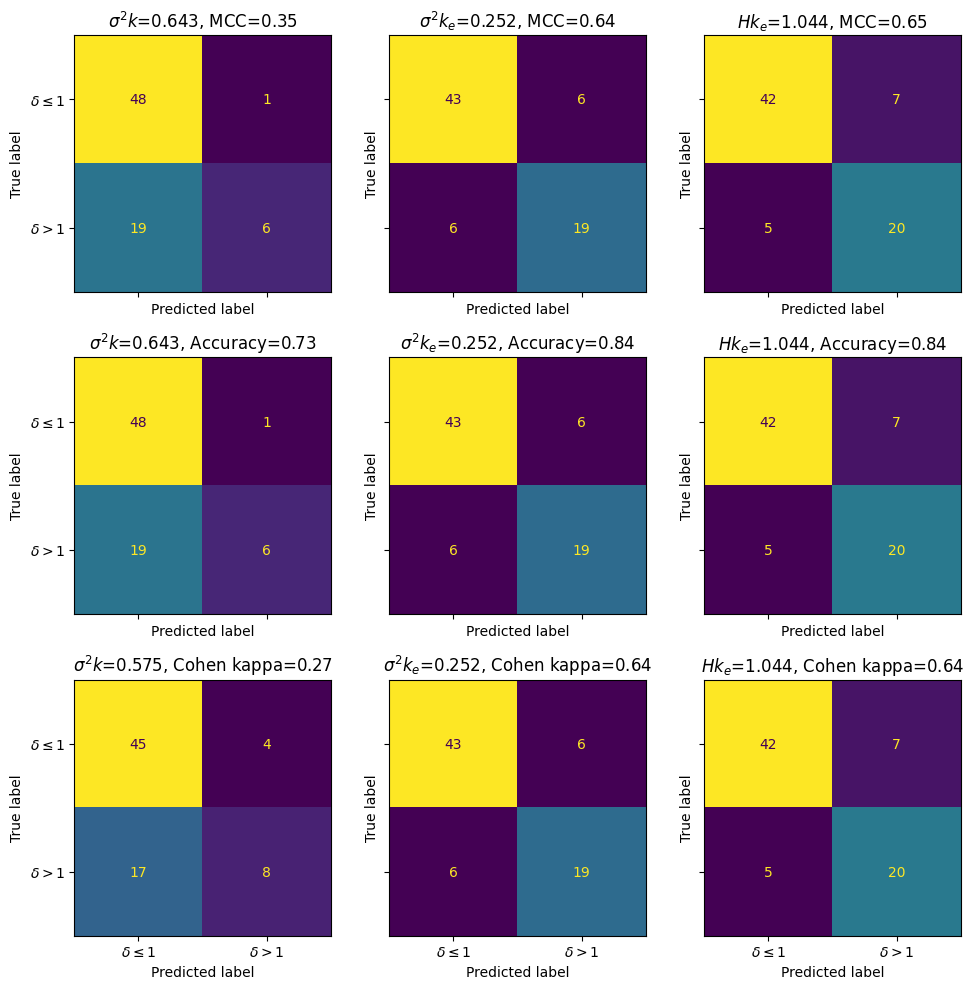 σ²k=0.643, MCC=0.35
σ²kₑ=0.252, MCC=0.64
Hkₑ=1.044, MCC=0.65
True label
δ ≤ 1
48
1
δ > 1
19
6
Predicted label
True label
43
6
6
19
Predicted label
True label
42
7
5
20
Predicted label
σ²k=0.643, Accuracy=0.73
σ²kₑ=0.252, Accuracy=0.84
Hkₑ=1.044, Accuracy=0.84
True label
δ ≤ 1
48
1
δ > 1
19
6
Predicted label
True label
43
6
6
19
Predicted label
True label
42
7
5
20
Predicted label
σ²k=0.575, Cohen kappa=0.27
σ²kₑ=0.252, Cohen kappa=0.64
Hkₑ=1.044, Cohen kappa=0.64
True label
δ ≤ 1
45
4
δ > 1
17
8
δ ≤ 1
δ > 1
Predicted label
True label
43
6
6
19
δ ≤ 1
δ > 1
Predicted label
True label
42
7
5
20
δ ≤ 1
δ > 1
Predicted label